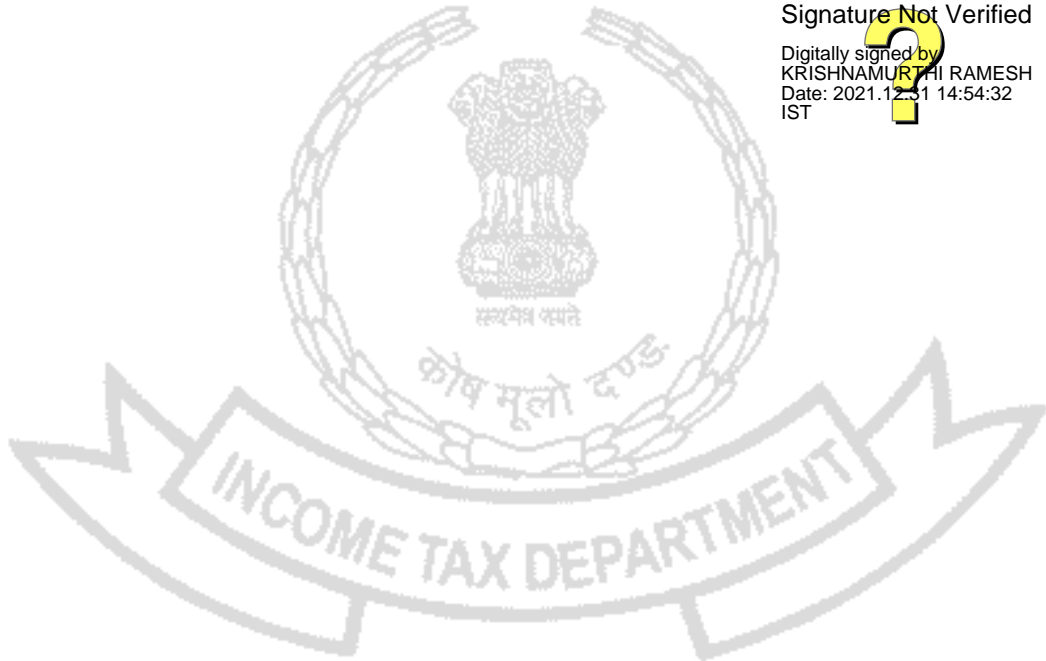 Signature Not Verified
Digitally signed by
KRISHNAMURTHI RAMESH
Date: 2021.12.31 14:54:32
IST
सत्यमेव जयते
कोष मूलो दण्ड:
INCOME TAX DEPARTMENT